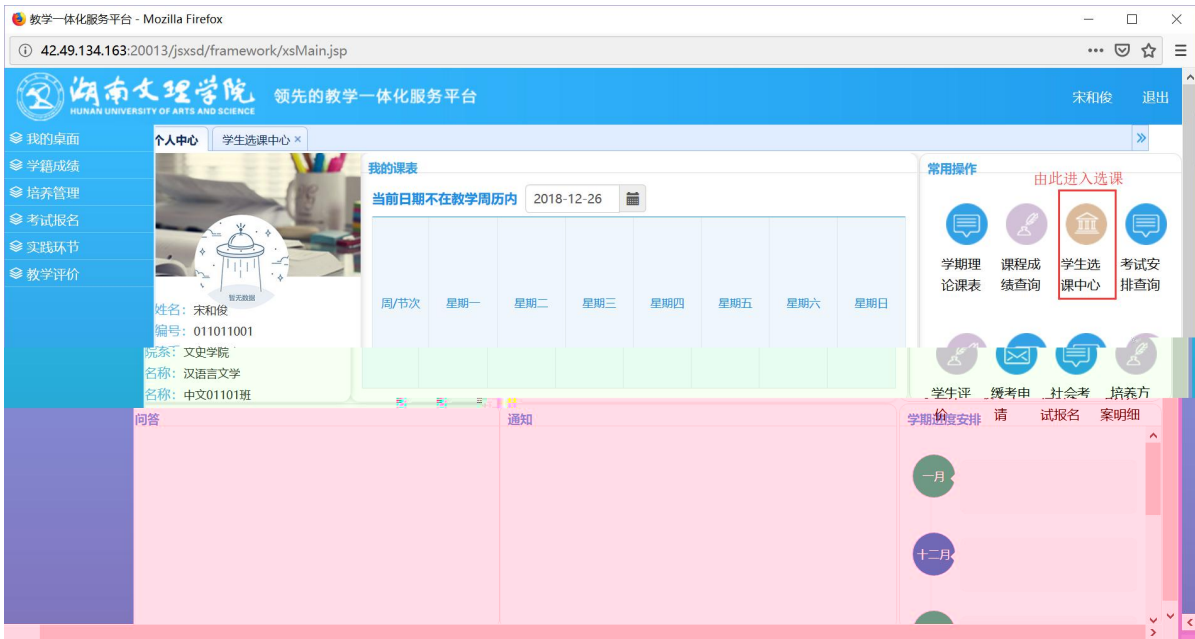 教学一体化服务平台 - Mozilla Firefox
42.49.134.163:20013/jsxsd/framework/xsMain.jsp
湖南文理学院
HUNAN UNIVERSITY OF ARTS AND SCIENCE
领先的教学一体化服务平台
宋和俊 退出
我的桌面
学籍成绩
培养管理
考试报名
实践环节
教学评价
个人中心 学生选课中心
暂无数据
姓名：宋和俊
编号：011011001
院系：文史学院
名称：汉语言文学
名称：中文01101班
我的课表
当前日期不在教学周历内 2018-12-26
周/节次 星期一 星期二 星期三 星期四 星期五 星期六 星期日
常用操作
由此进入选课
学期理论课表
课程成绩查询
学生选课中心
考试安排查询
学生评价
缓考申请
社会考试报名
培养方案明细
问答
通知
学期进度安排
一月
十二月